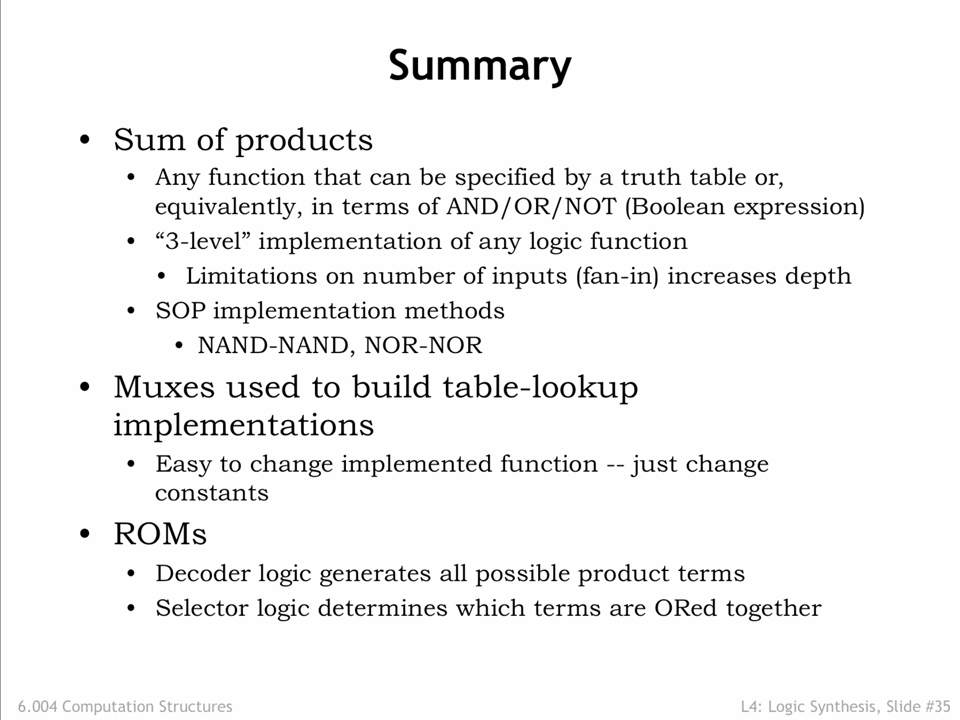 Summary
• Sum of products
• Any function that can be specified by a truth table or,
equivalently, in terms of AND/OR/NOT (Boolean expression)
• “3-level” implementation of any logic function
• Limitations on number of inputs (fan-in) increases depth
• SOP implementation methods
• NAND-NAND, NOR-NOR
• Muxes used to build table-lookup
implementations
• Easy to change implemented function -- just change
constants
• ROMs
• Decoder logic generates all possible product terms
• Selector logic determines which terms are ORed together
6.004 Computation Structures
L4: Logic Synthesis, Slide #35